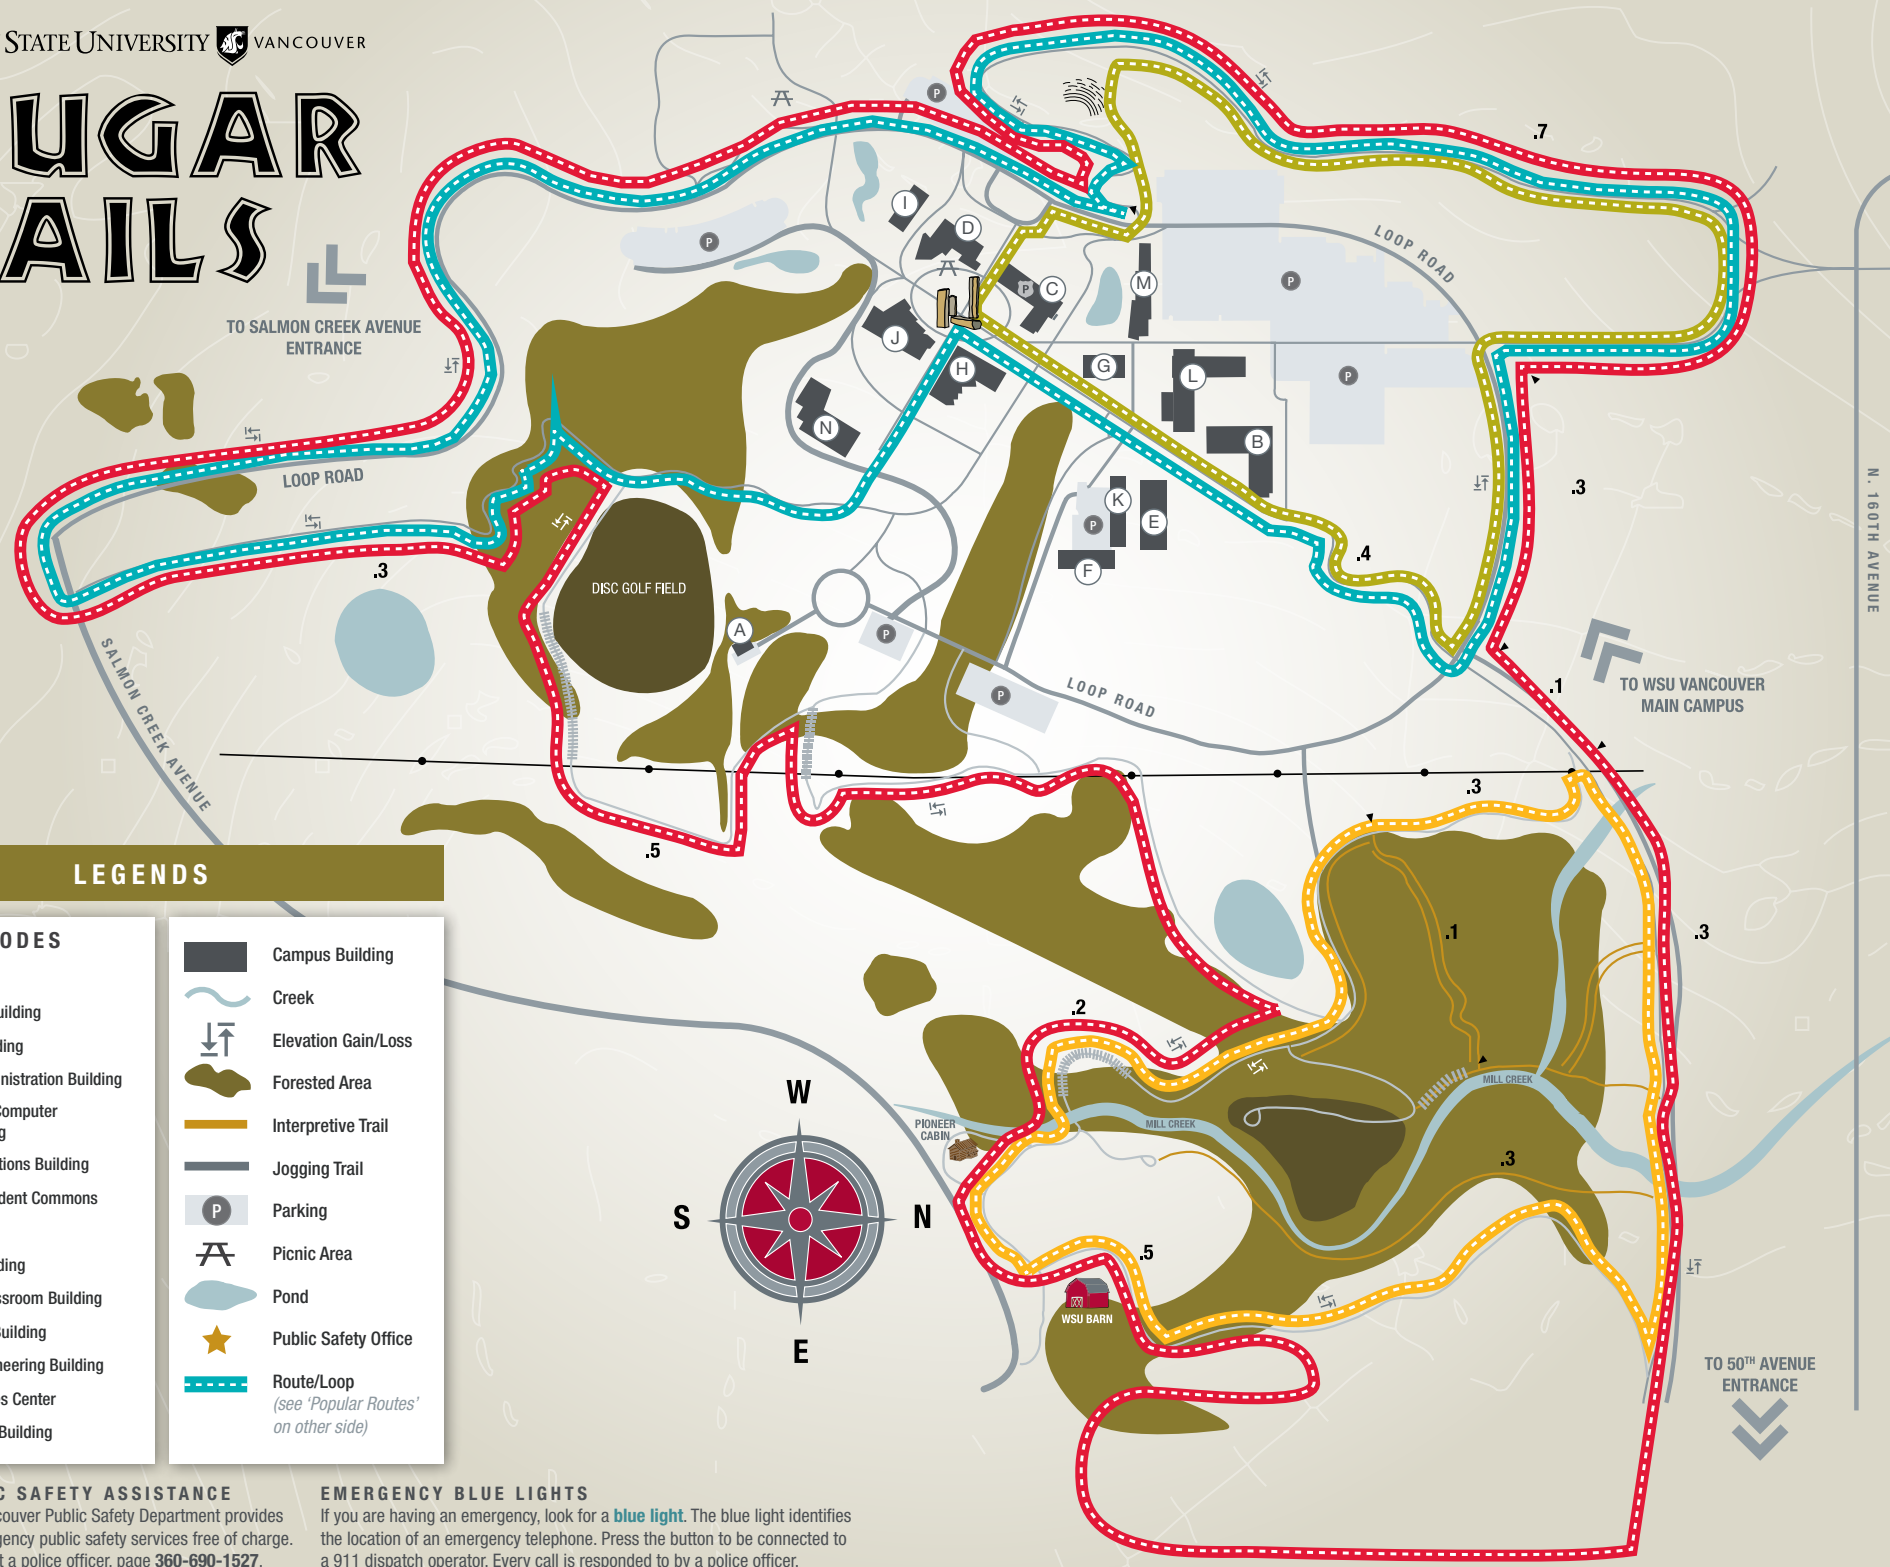 STATE UNIVERSITY VANCOUVER
UGAR
AILS
TO SALMON CREEK AVENUE
ENTRANCE
P
P
I
D
P
C
M
J
H
G
L
N
B
K
E
P
F
A
P
P
P
P
LOOP ROAD
LOOP ROAD
LOOP ROAD
.7
.3
.4
.1
.3
.3
.5
.3
.1
.2
.3
.5
N. 160TH AVENUE
DISC GOLF FIELD
SALMON CREEK AVENUE
TO WSU VANCOUVER
MAIN CAMPUS
MILL CREEK
MILL CREEK
PIONEER
CABIN
WSU BARN
W
S
N
E
TO 50TH AVENUE
ENTRANCE
LEGENDS
ODES
uilding
ding
nistration Building
Computer
g
tions Building
dent Commons
ding
ssroom Building
Building
neering Building
s Center
Building
Campus Building
Creek
Elevation Gain/Loss
Forested Area
Interpretive Trail
Jogging Trail
P
Parking
Picnic Area
Pond
Public Safety Office
Route/Loop
(see ‘Popular Routes’
on other side)
C SAFETY ASSISTANCE
couver Public Safety Department provides
gency public safety services free of charge.
t a police officer, page 360-690-1527.
EMERGENCY BLUE LIGHTS
If you are having an emergency, look for a blue light. The blue light identifies
the location of an emergency telephone. Press the button to be connected to
a 911 dispatch operator. Every call is responded to by a police officer.